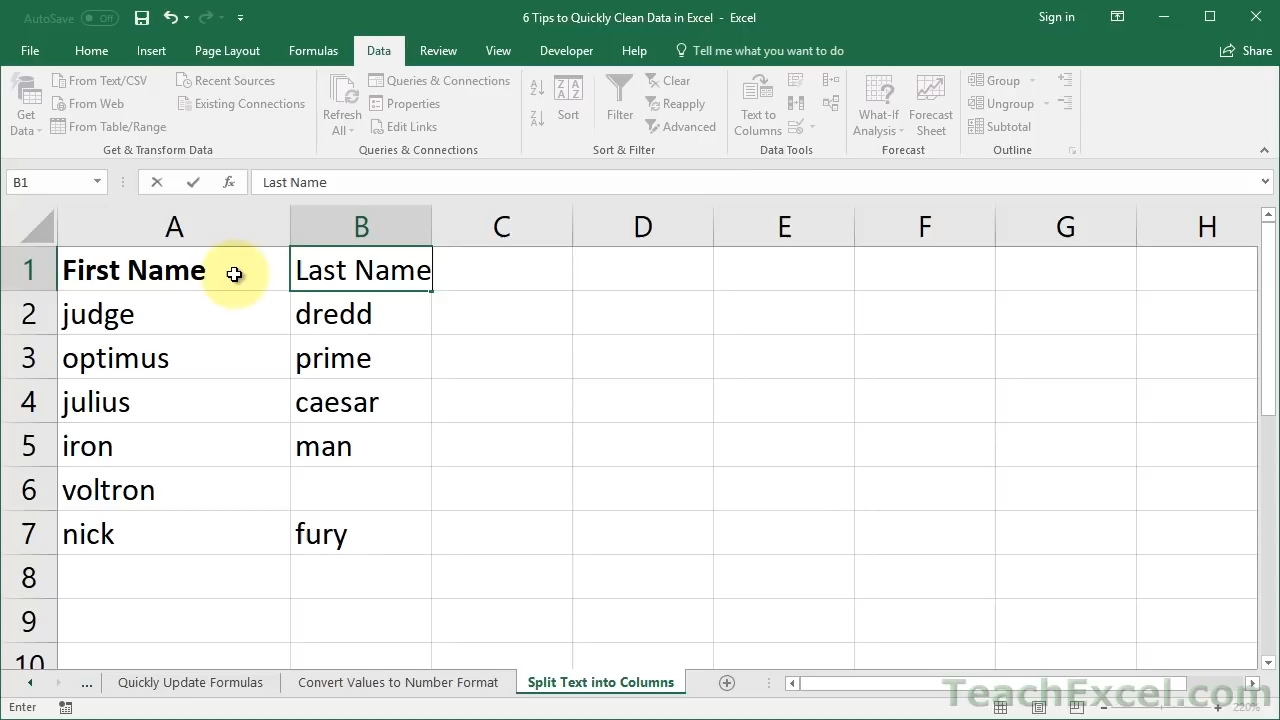 AutoSave Off 6 Tips to Quickly Clean Data in Excel - Excel Sign in
File Home Insert Page Layout Formulas Data Review View Developer Help Tell me what you want to do Share
Get Data From Text/CSV Recent Sources
From Web Existing Connections
From Table/Range
Get & Transform Data
Refresh All Queries & Connections
Properties
Edit Links
Queries & Connections
Sort Filter Clear
Reapply
Advanced
Sort & Filter
Text to Columns
Data Tools
What-If Analysis Forecast Sheet
Forecast
Group
Ungroup
Subtotal
Outline
B1 fx Last Name
A B C D E F G H
1 First Name Last Name
2 judge dredd
3 optimus prime
4 julius caesar
5 iron man
6 voltron
7 nick fury
8
9
10
... Quickly Update Formulas Convert Values to Number Format Split Text into Columns
TeachExcel.com
Enter 220%